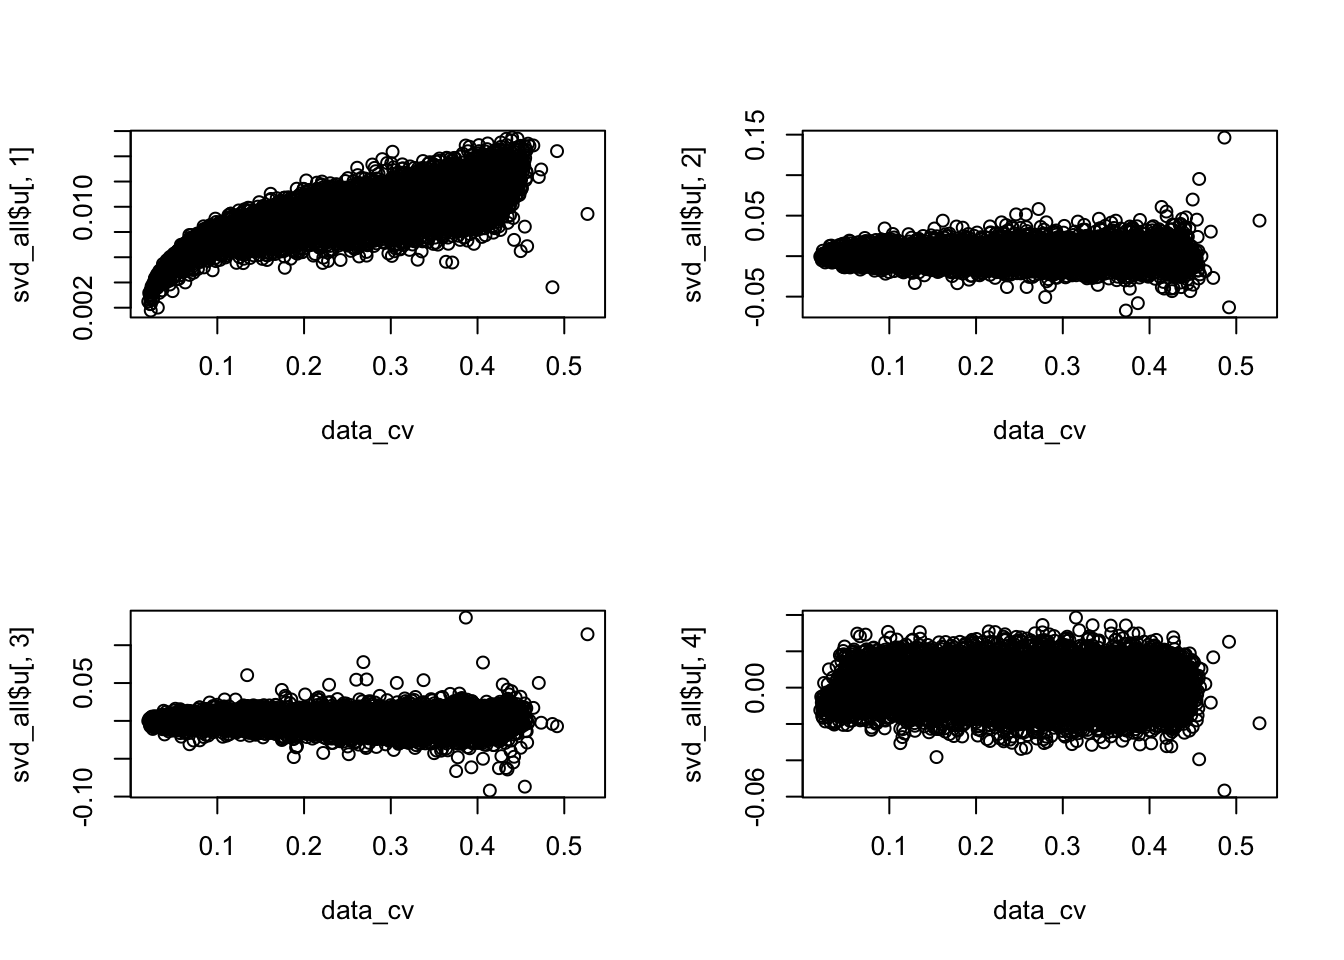 svd_all$u[, 1]
0.010
0.002
0.1 0.2 0.3 0.4 0.5
data_cv
svd_all$u[, 2]
0.15
0.05
-0.05
0.1 0.2 0.3 0.4 0.5
data_cv
svd_all$u[, 3]
0.05
-0.10
0.1 0.2 0.3 0.4 0.5
data_cv
svd_all$u[, 4]
0.00
-0.06
0.1 0.2 0.3 0.4 0.5
data_cv